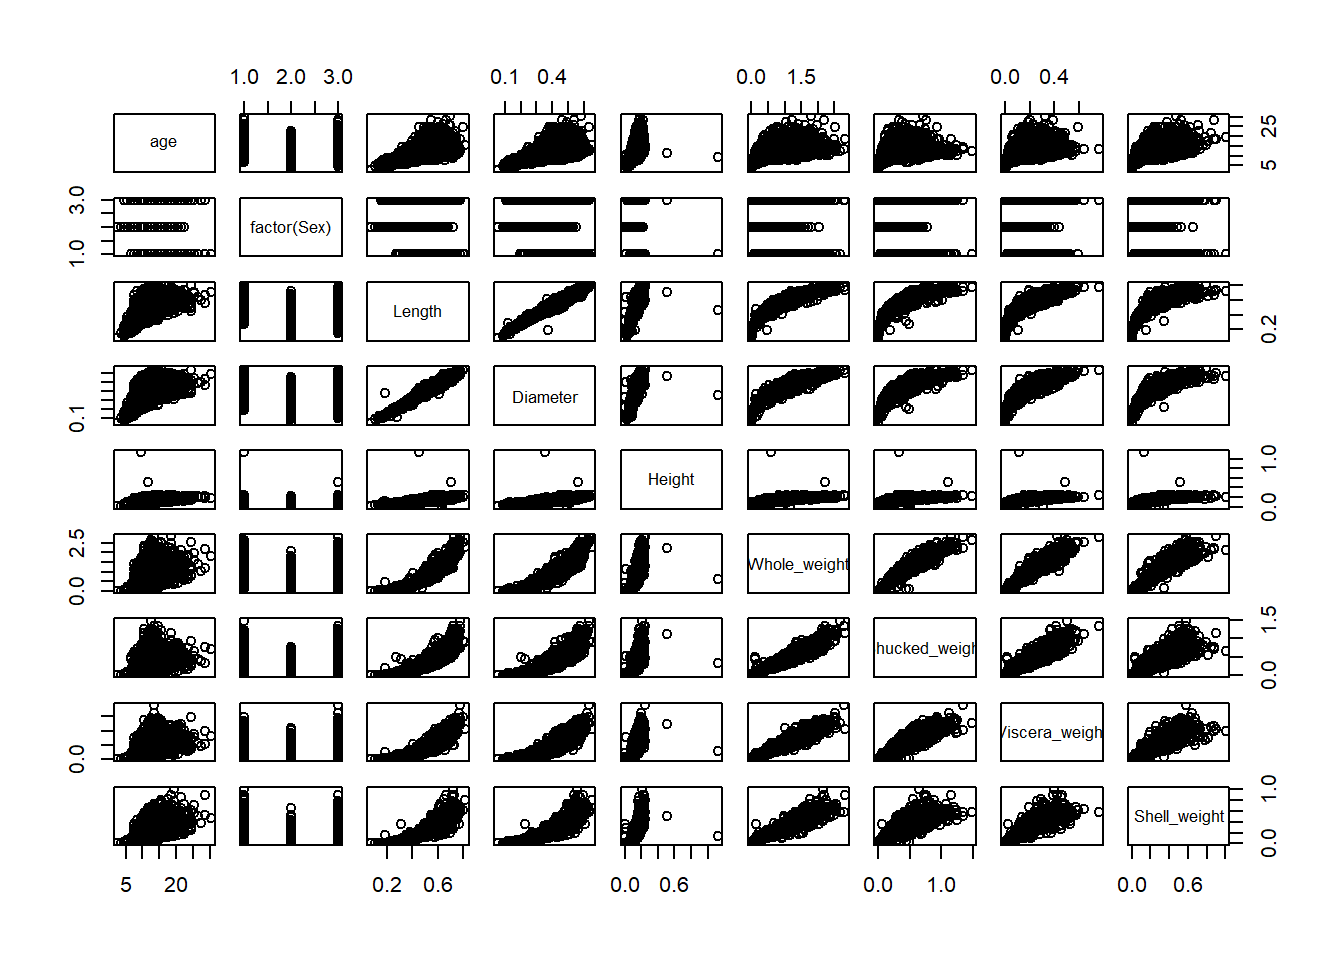 1.0 2.0 3.0 0.1 0.4 0.0 1.5 0.0 0.4
age 5 25
1.0 3.0 factor(Sex)
Length 0.2
0.1 Diameter
Height 0.0 1.0
0.0 2.5 Whole_weight
hucked_weigh 0.0 1.5
0.0 Viscera_weigh
Shell_weight 0.0 1.0
5 20 0.2 0.6 0.0 0.6 0.0 1.0 0.0 0.6